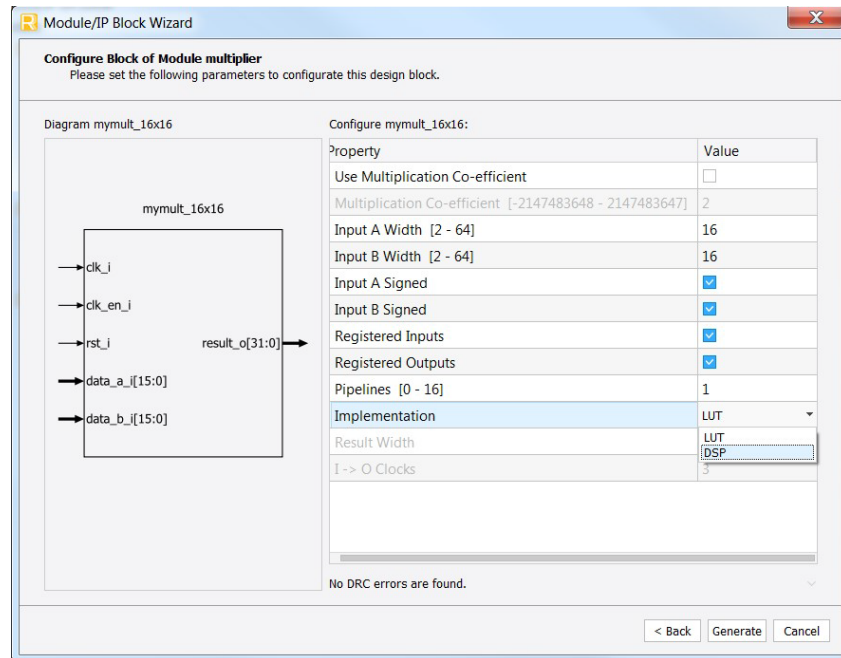 R Module/IP Block Wizard
X
Configure Block of Module multiplier
Please set the following parameters to configurate this design block.
Diagram mymult_16x16
mymult_16x16
clk_i
clk_en_i
rst_i result_o[31:0]
data_a_i[15:0]
data_b_i[15:0]
Configure mymult_16x16:
Property Value
Use Multiplication Co-efficient
Multiplication Co-efficient [-2147483648 - 2147483647] 2
Input A Width [2 - 64] 16
Input B Width [2 - 64] 16
Input A Signed
Input B Signed
Registered Inputs
Registered Outputs
Pipelines [0 - 16] 1
Implementation LUT
Result Width LUT
DSP
I -> O Clocks 3
No DRC errors are found.
< Back Generate Cancel